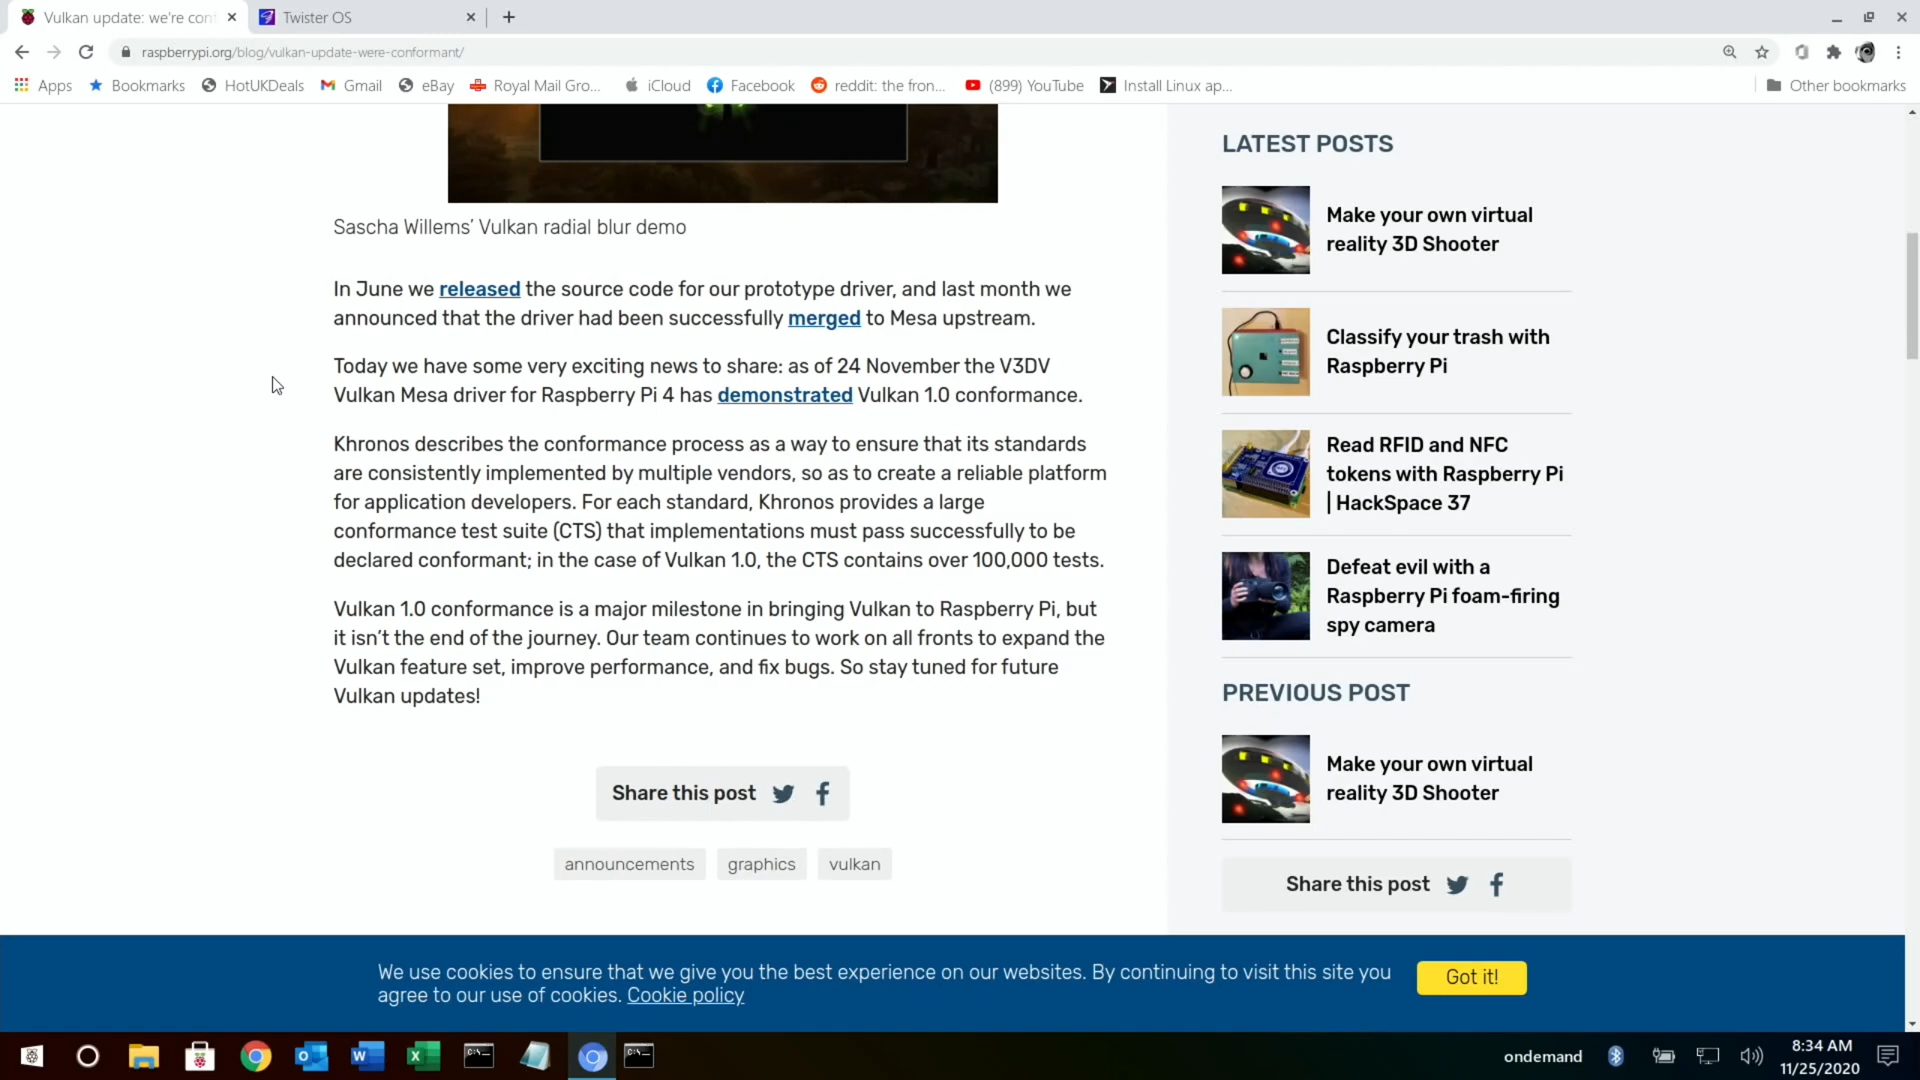 Vulkan update: we're con
Twister OS
raspberrypi.org/blog/vulkan-update-were-conformant/
Apps
Bookmarks
HotUKDeals
Gmail
eBay
Royal Mail Gro...
iCloud
Facebook
reddit: the fron...
(899) YouTube
Install Linux ap...
Other bookmarks
Sascha Willems’ Vulkan radial blur demo
In June we released the source code for our prototype driver, and last month we
announced that the driver had been successfully merged to Mesa upstream.
Today we have some very exciting news to share: as of 24 November the V3DV
Vulkan Mesa driver for Raspberry Pi 4 has demonstrated Vulkan 1.0 conformance.
Khronos describes the conformance process as a way to ensure that its standards
are consistently implemented by multiple vendors, so as to create a reliable platform
for application developers. For each standard, Khronos provides a large
conformance test suite (CTS) that implementations must pass successfully to be
declared conformant; in the case of Vulkan 1.0, the CTS contains over 100,000 tests.
Vulkan 1.0 conformance is a major milestone in bringing Vulkan to Raspberry Pi, but
it isn’t the end of the journey. Our team continues to work on all fronts to expand the
Vulkan feature set, improve performance, and fix bugs. So stay tuned for future
Vulkan updates!
Share this post
announcements
graphics
vulkan
LATEST POSTS
Make your own virtual
reality 3D Shooter
Classify your trash with
Raspberry Pi
Read RFID and NFC
tokens with Raspberry Pi
| HackSpace 37
Defeat evil with a
Raspberry Pi foam-firing
spy camera
PREVIOUS POST
Make your own virtual
reality 3D Shooter
Share this post
We use cookies to ensure that we give you the best experience on our websites. By continuing to visit this site you
agree to our use of cookies. Cookie policy
Got it!
ondemand
8:34 AM
11/25/2020